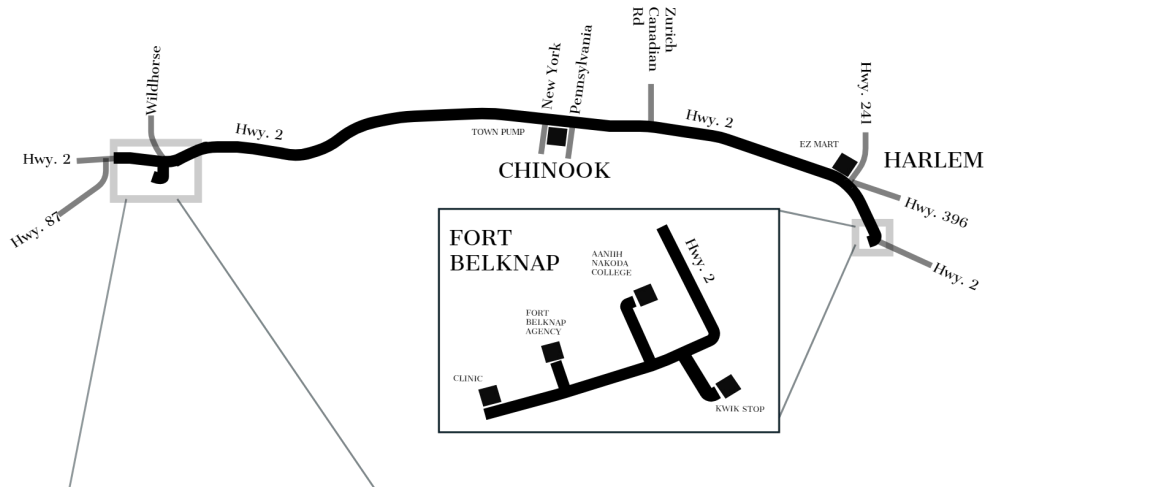 Zurich
Canadian
Rd
New York
Pennsylvania
Wildhorse
Hwy. 241
Hwy. 2
Hwy. 2
TOWN PUMP
EZ MART
Hwy. 2
CHINOOK
HARLEM
Hwy. 87
Hwy. 396
Hwy. 2
FORT
BELKNAP
Hwy. 2
AANIIH
NAKODA
COLLEGE
FORT
BELKNAP
AGENCY
CLINIC
KWIK STOP